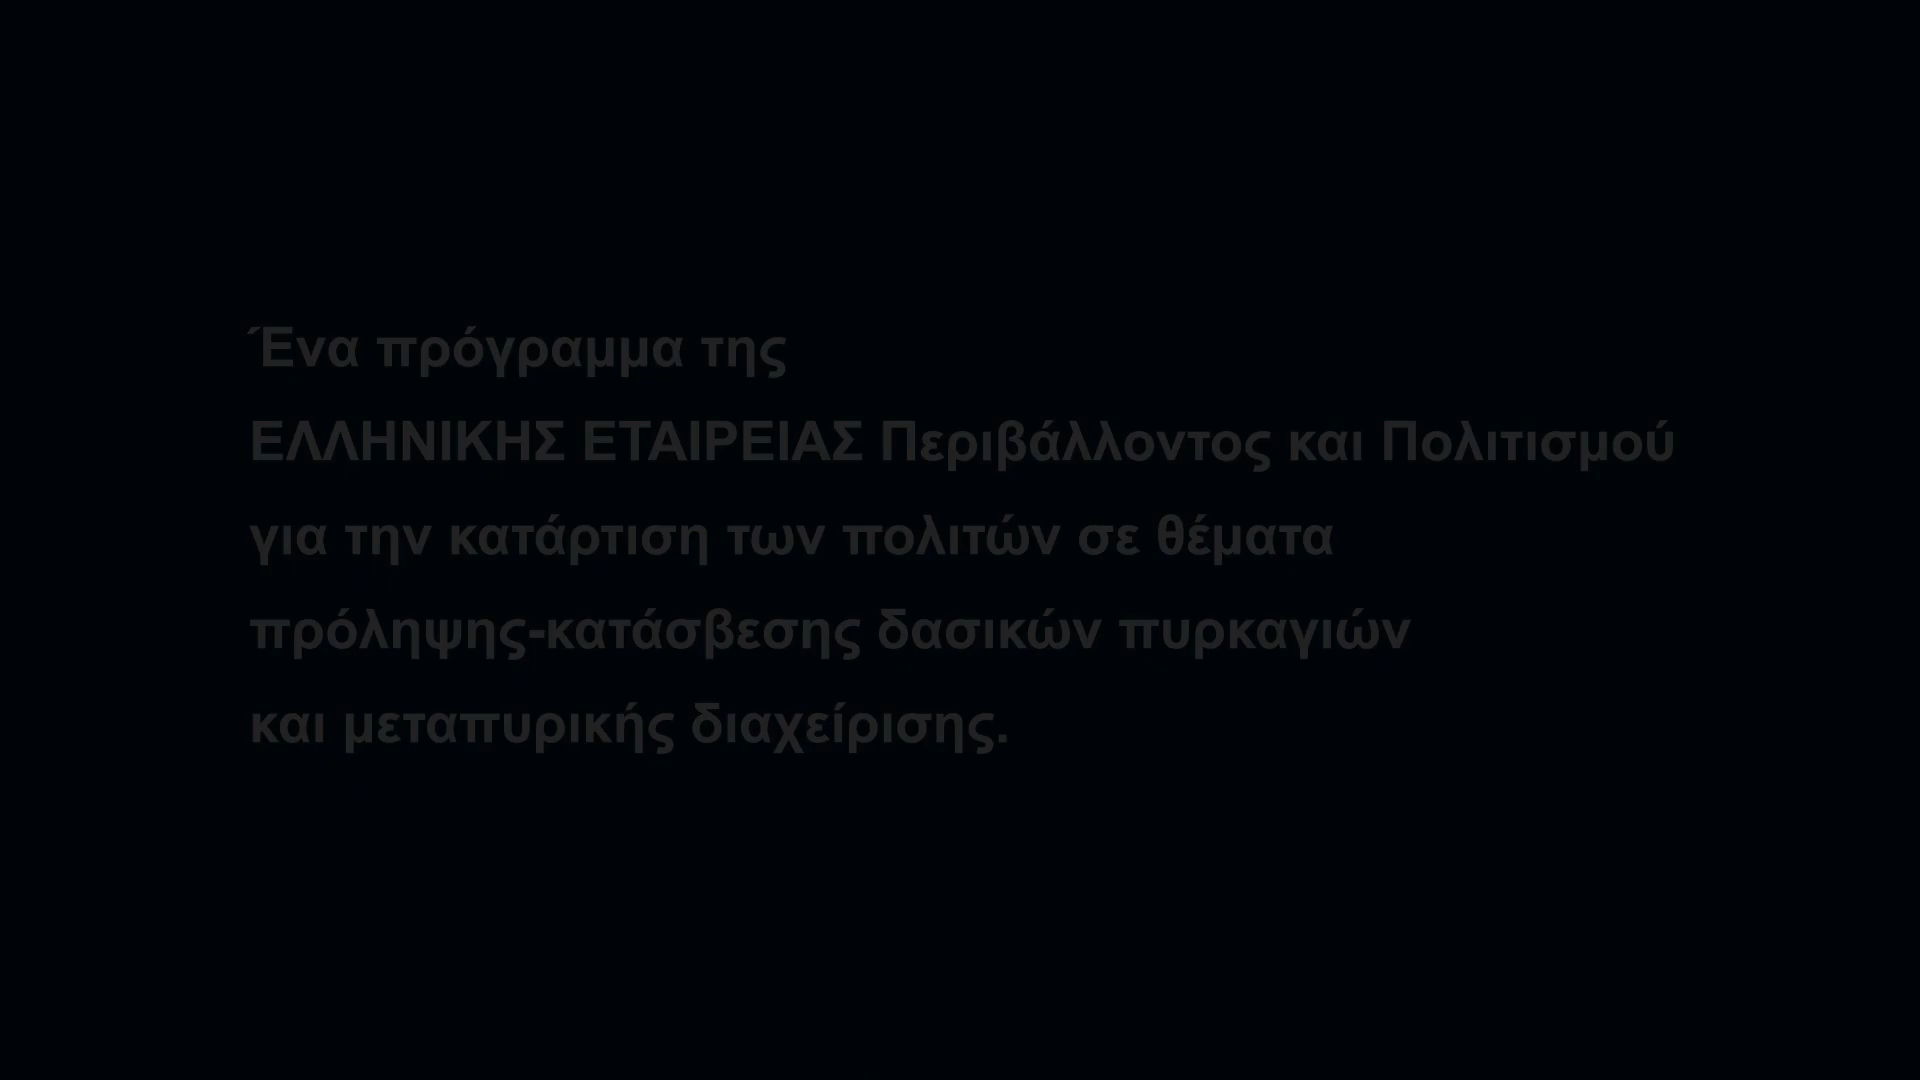 Ένα πρόγραμμα της
ΕΛΛΗΝΙΚΗΣ ΕΤΑΙΡΕΙΑΣ Περιβάλλοντος και Πολιτισμού
για την κατάρτιση των πολιτών σε θέματα
πρόληψης-κατάσβεσης δασικών πυρκαγιών
και μεταπυρικής διαχείρισης.